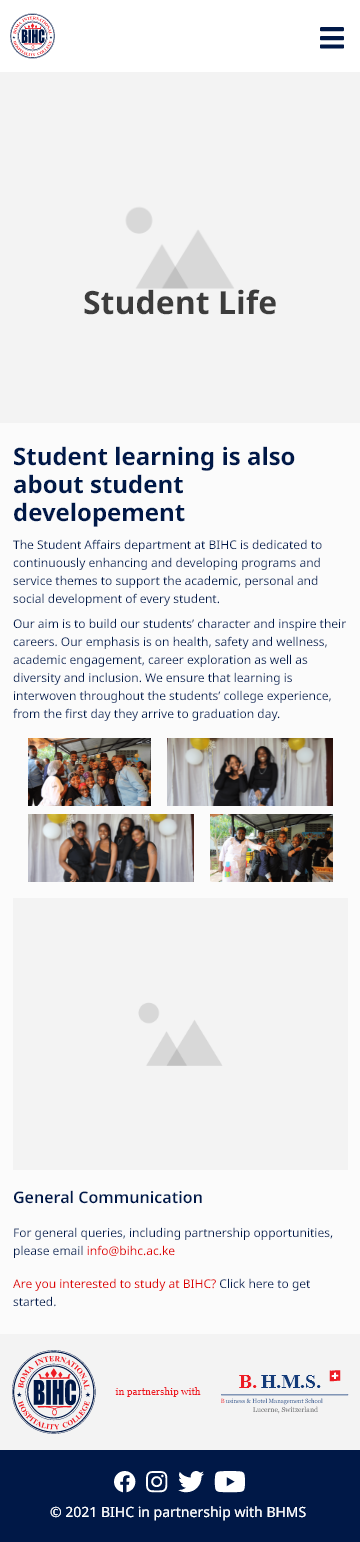 BOMA INTERNATIONAL
BIHC
HOSPITALITY COLLEGE
Student Life
Student learning is also
about student
developement
The Student Affairs department at BIHC is dedicated to
continuously enhancing and developing programs and
service themes to support the academic, personal and
social development of every student.
Our aim is to build our students’ character and inspire their
careers. Our emphasis is on health, safety and wellness,
academic engagement, career exploration as well as
diversity and inclusion. We ensure that learning is
interwoven throughout the students’ college experience,
from the first day they arrive to graduation day.
General Communication
For general queries, including partnership opportunities,
please email info@bihc.ac.ke
Are you interested to study at BIHC? Click here to get
started.
BOMA INTERNATIONAL
BIHC
HOSPITALITY COLLEGE
in partnership with
B.H.M.S.
Business & Hotel Management School
Lucerne, Switzerland
© 2021 BIHC in partnership with BHMS